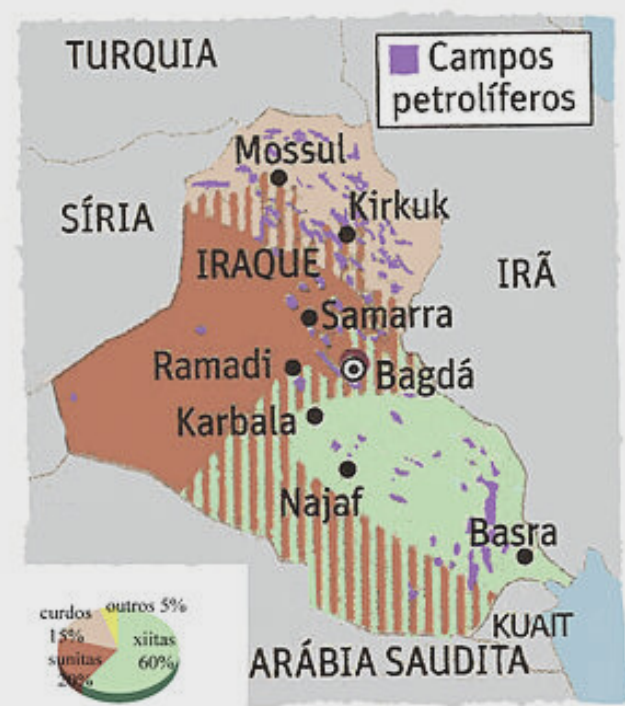 TURQUIA
Campos
petrolíferos
Mossul
SÍRIA
Kirkuk
IRAQUE
IRÃ
Samarra
Ramadi
Bagdá
Karbala
Najaf
Basra
KUAIT
ARÁBIA SAUDITA
outros 5%
curdos
15%
xiitas
60%
sunitas
20%